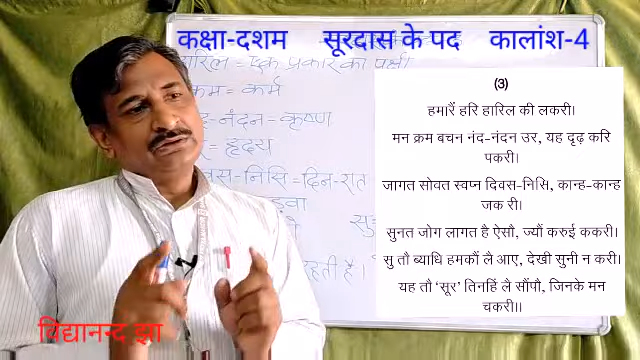 कक्षा-दशम सूरदास के पद कालांश-4
हारिल = एक प्रकार का पक्षी
क्रम = कर्म
नंदन = कृष्ण
= हृदय
निसि = दिन-रात
(3)
हमारैं हरि हारिल की लकरी।
मन क्रम बचन नंद-नंदन उर, यह दृढ़ करि
पकरी।
जागत सोवत स्वप्न दिवस-निसि, कान्ह-कान्ह
जक री।
सुनत जोग लागत है ऐसौ, ज्यौं करुई ककरी।
सु तौ ब्याधि हमकौं लै आए, देखी सुनी न करी।
यह तौ ‘सूर’ तिनहिं लै सौंपौ, जिनके मन
चकरी।।
विद्यानन्द झा